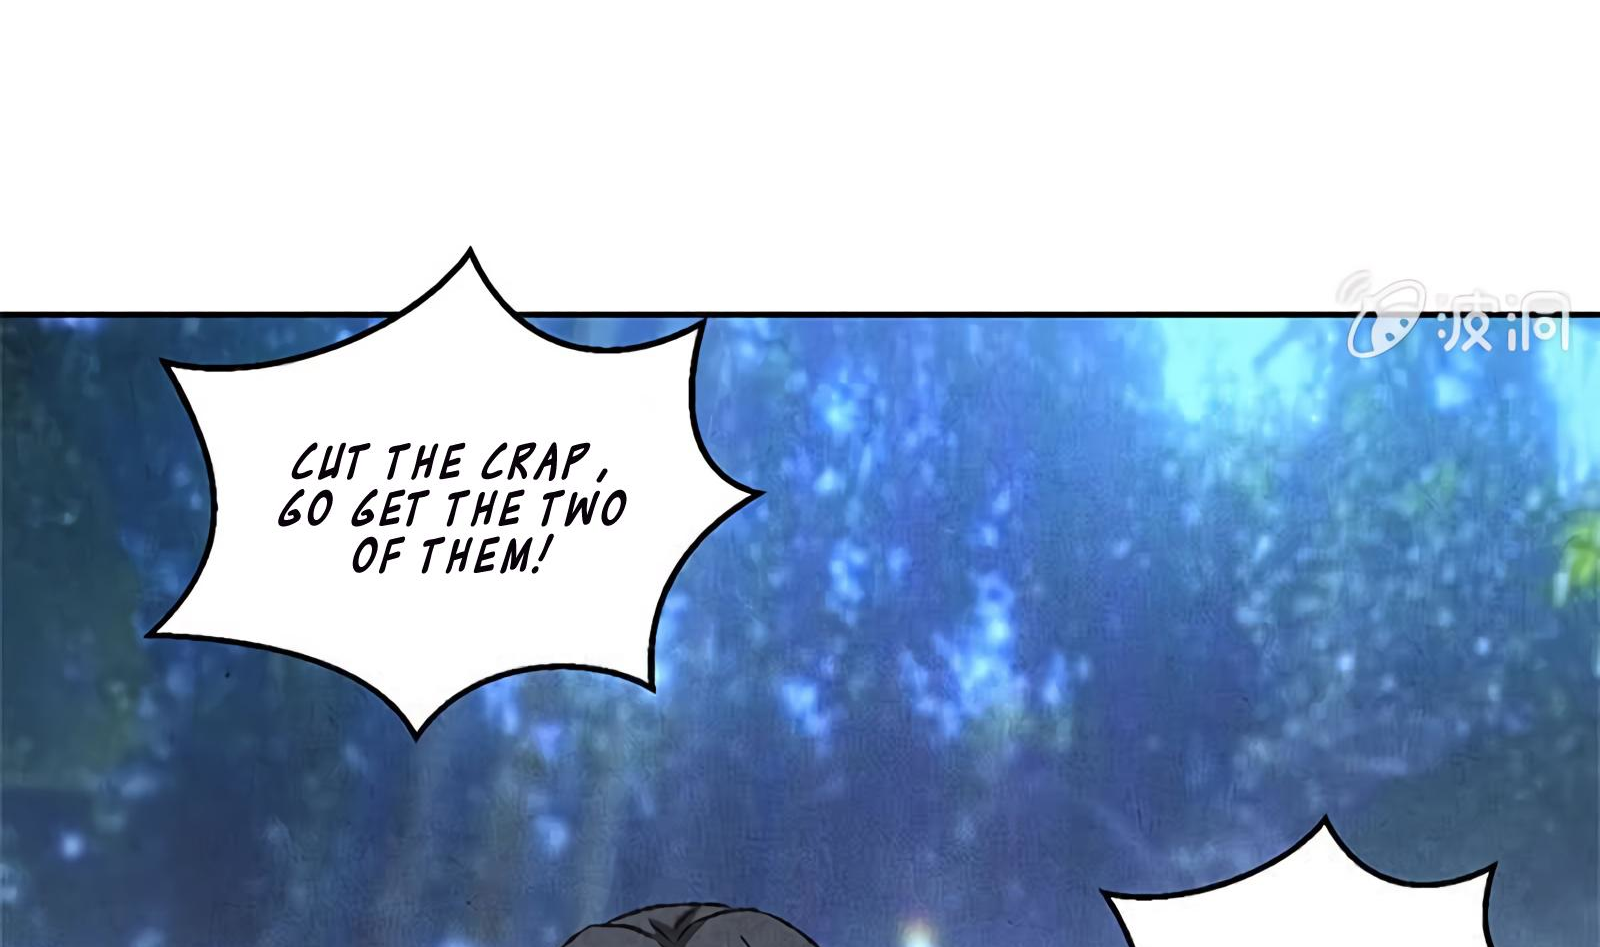 波洞
CUT THE CRAP,
GO GET THE TWO
OF THEM!